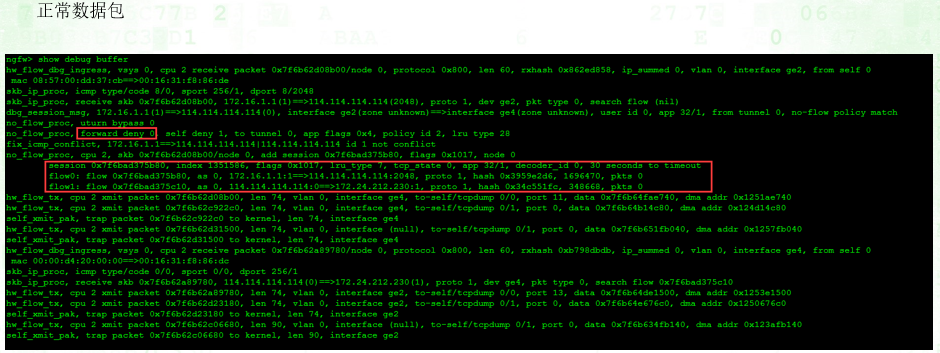 正常数据包
ngfw> show debug buffer
hw_flow_dbg_ingress, vsys 0, cpu 2 receive packet 0x7f6b62d08b00/node 0, protocol 0x800, len 60, rxhash 0x862ed858, ip_summed 0, vlan 0, interface ge2, from self 0
mac 08:57:00:dd:37:cb==>00:16:31:f8:86:de
skb_ip_proc, icmp type/code 8/0, sport 256/1, dport 8/2048
skb_ip_proc, receive skb 0x7f6b62d08b00, 172.16.1.1(1)==>114.114.114.114(2048), proto 1, dev ge2, pkt type 0, search flow (nil)
dbg_session_msg, 172.16.1.1(1)==>114.114.114.114(0), interface ge2(zone unknown)==>interface ge4(zone unknown), user id 0, app 32/1, from tunnel 0, no-flow policy match
no_flow_proc, uturn bypass 0
no_flow_proc, forward deny 0, self deny 1, to tunnel 0, app flags 0x4, policy id 2, lru type 28
fix_icmp_conflict, 172.16.1.1==>114.114.114.114|114.114.114.114 id 1 not conflict
no_flow_proc, cpu 2, skb 0x7f6b62d08b00/node 0, add session 0x7f6bad375b80, flags 0x1017, node 0
session 0x7f6bad375b80, index 1351586, flags 0x1017, lru_type 7, tcp_state 0, app 32/1, decoder_id 0, 30 seconds to timeout
flow0: flow 0x7f6bad375b80, aa 0, 172.16.1.1:1==>114.114.114.114:2048, proto 1, hash 0x3959e2d6, 1696470, pkts 0
flow1: flow 0x7f6bad375c10, aa 0, 114.114.114.114:0==>172.24.212.230:1, proto 1, hash 0x34c551fc, 348668, pkts 0
hw_flow_tx, cpu 2 xmit packet 0x7f6b62d08b00, len 74, vlan 0, interface ge4, to-self/tcpdump 0/0, port 11, data 0x7f6b64fae740, dma addr 0x1251ae740
hw_flow_tx, cpu 2 xmit packet 0x7f6b62c922c0, len 74, vlan 0, interface ge4, to-self/tcpdump 0/1, port 0, data 0x7f6b64b14c80, dma addr 0x124d14c80
self_xmit_pak, trap packet 0x7f6b62c922c0 to kernel, len 74, interface ge4
hw_flow_tx, cpu 2 xmit packet 0x7f6b62d31500, len 74, vlan 0, interface (null), to-self/tcpdump 0/1, port 0, data 0x7f6b651fb040, dma addr 0x1257fb040
self_xmit_pak, trap packet 0x7f6b62d31500 to kernel, len 74, interface ge4
hw_flow_dbg_ingress, vsys 0, cpu 2 receive packet 0x7f6b62a89780/node 0, protocol 0x800, len 60, rxhash 0xb798dbdb, ip_summed 0, vlan 0, interface ge4, from self 0
mac 00:00:d4:20:00:00==>00:16:31:f8:86:dc
skb_ip_proc, icmp type/code 0/0, sport 0/0, dport 256/1
skb_ip_proc, receive skb 0x7f6b62a89780, 114.114.114.114(0)==>172.24.212.230(1), proto 1, dev ge4, pkt type 0, search flow 0x7f6bad375c10
hw_flow_tx, cpu 2 xmit packet 0x7f6b62a89780, len 74, vlan 0, interface ge2, to-self/tcpdump 0/0, port 13, data 0x7f6b64de1500, dma addr 0x1253e1500
hw_flow_tx, cpu 2 xmit packet 0x7f6b62d23180, len 74, vlan 0, interface ge2, to-self/tcpdump 0/1, port 0, data 0x7f6b64e676c0, dma addr 0x1250676c0
self_xmit_pak, trap packet 0x7f6b62d23180 to kernel, len 74, interface ge2
hw_flow_tx, cpu 2 xmit packet 0x7f6b62c06680, len 90, vlan 0, interface (null), to-self/tcpdump 0/1, port 0, data 0x7f6b634fb140, dma addr 0x123afb140
self_xmit_pak, trap packet 0x7f6b62c06680 to kernel, len 90, interface ge2